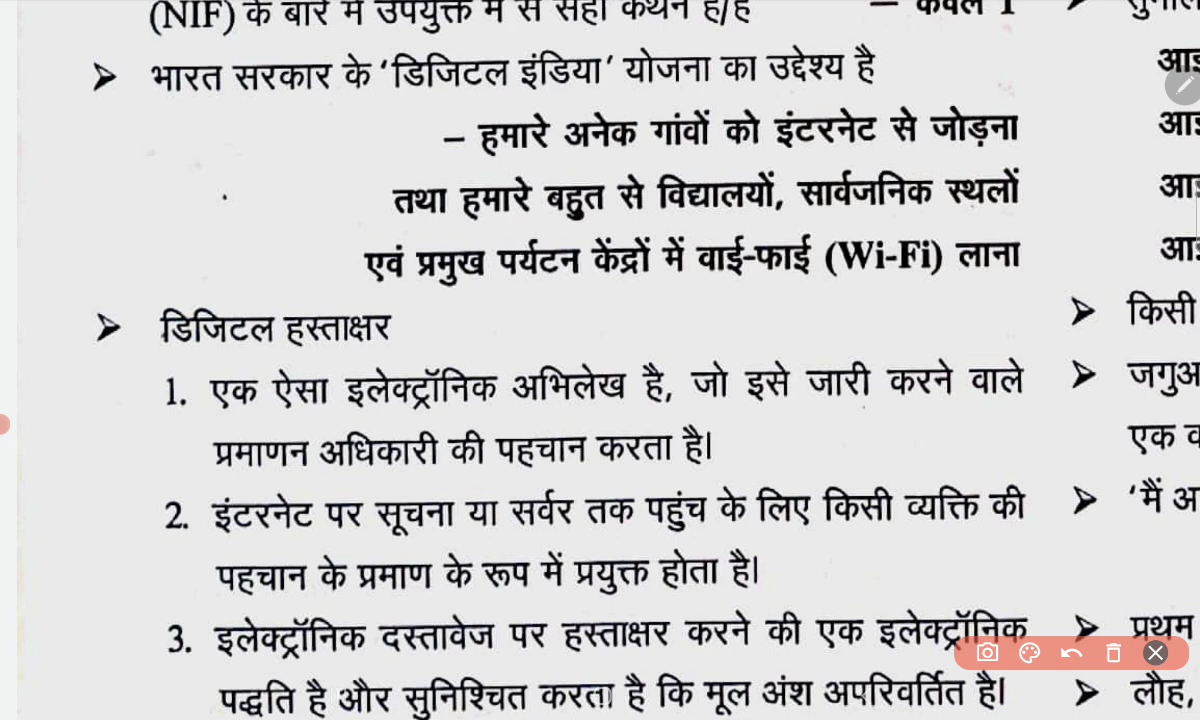 (NIF) के बारे में उपर्युक्त में से सही कथन है/हैं – केवल 1
➤ भारत सरकार के ‘डिजिटल इंडिया’ योजना का उद्देश्य है
– हमारे अनेक गांवों को इंटरनेट से जोड़ना
तथा हमारे बहुत से विद्यालयों, सार्वजनिक स्थलों
एवं प्रमुख पर्यटन केंद्रों में वाई-फाई (Wi-Fi) लाना
➤ डिजिटल हस्ताक्षर
1. एक ऐसा इलेक्ट्रॉनिक अभिलेख है, जो इसे जारी करने वाले
प्रमाणन अधिकारी की पहचान करता है।
2. इंटरनेट पर सूचना या सर्वर तक पहुंच के लिए किसी व्यक्ति की
पहचान के प्रमाण के रूप में प्रयुक्त होता है।
3. इलेक्ट्रॉनिक दस्तावेज पर हस्ताक्षर करने की एक इलेक्ट्रॉनिक
पद्धति है और सुनिश्चित करता है कि मूल अंश अपरिवर्तित है।
➤ किसी
➤
एक
➤ ‘मैं
➤ प्रथम
➤ लौह,